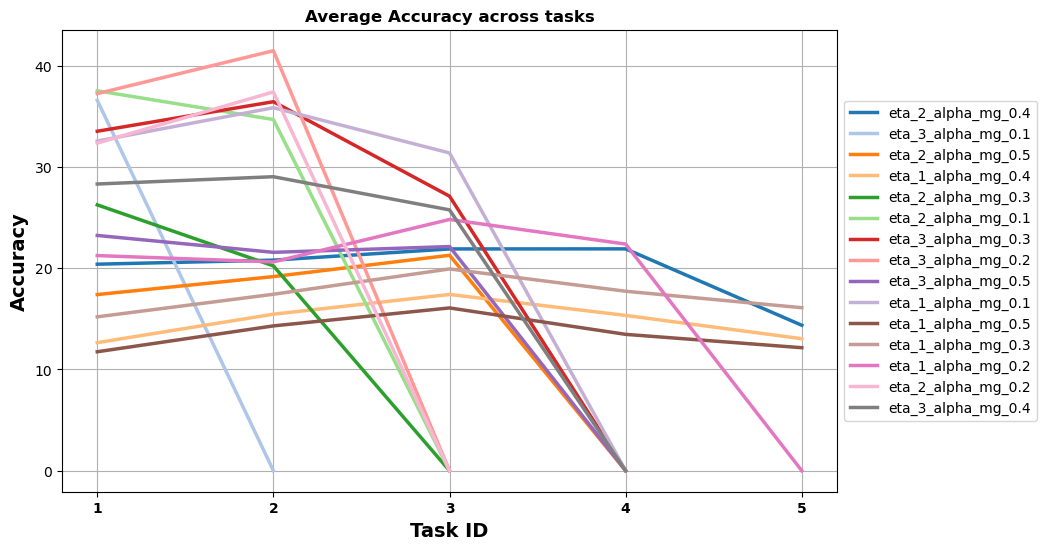 Average Accuracy across tasks
Accuracy
40
30
20
10
0
1
2
3
4
5
Task ID
eta_2_alpha_mg_0.4
eta_3_alpha_mg_0.1
eta_2_alpha_mg_0.5
eta_1_alpha_mg_0.4
eta_2_alpha_mg_0.3
eta_2_alpha_mg_0.1
eta_3_alpha_mg_0.3
eta_3_alpha_mg_0.2
eta_3_alpha_mg_0.5
eta_1_alpha_mg_0.1
eta_1_alpha_mg_0.5
eta_1_alpha_mg_0.3
eta_1_alpha_mg_0.2
eta_2_alpha_mg_0.2
eta_3_alpha_mg_0.4